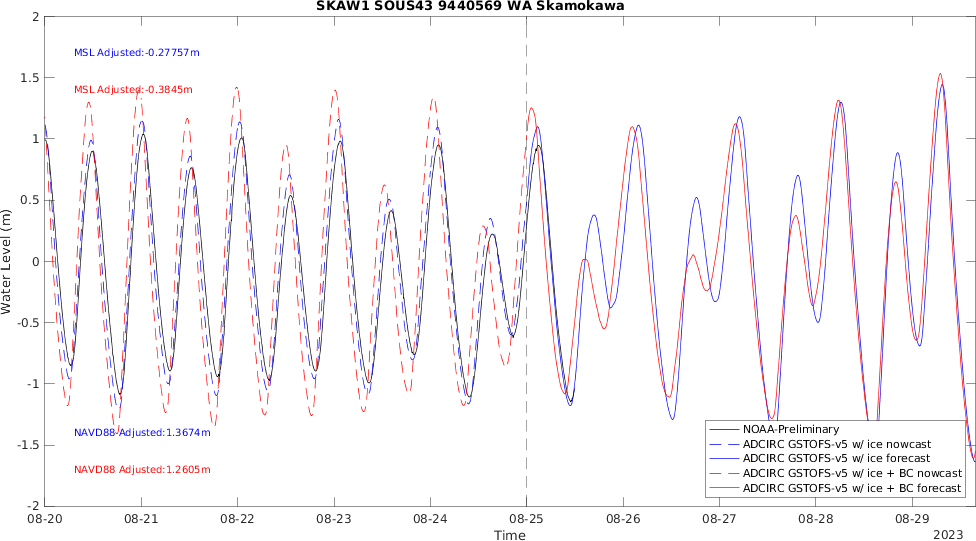 SKAW1 SOUS43 9440569 WA Skamokawa
2
1.5
1
0.5
0
-0.5
-1
-1.5
-2
Water Level (m)
MSL Adjusted:-0.27757m
MSL Adjusted:-0.3845m
NAVD88 Adjusted:1.3674m
NAVD88 Adjusted:1.2605m
NOAA-Preliminary
ADCIRC GSTOFS-v5 w/ ice nowcast
ADCIRC GSTOFS-v5 w/ ice forecast
ADCIRC GSTOFS-v5 w/ ice + BC nowcast
ADCIRC GSTOFS-v5 w/ ice + BC forecast
08-20 08-21 08-22 08-23 08-24 08-25 08-26 08-27 08-28 08-29
Time
2023